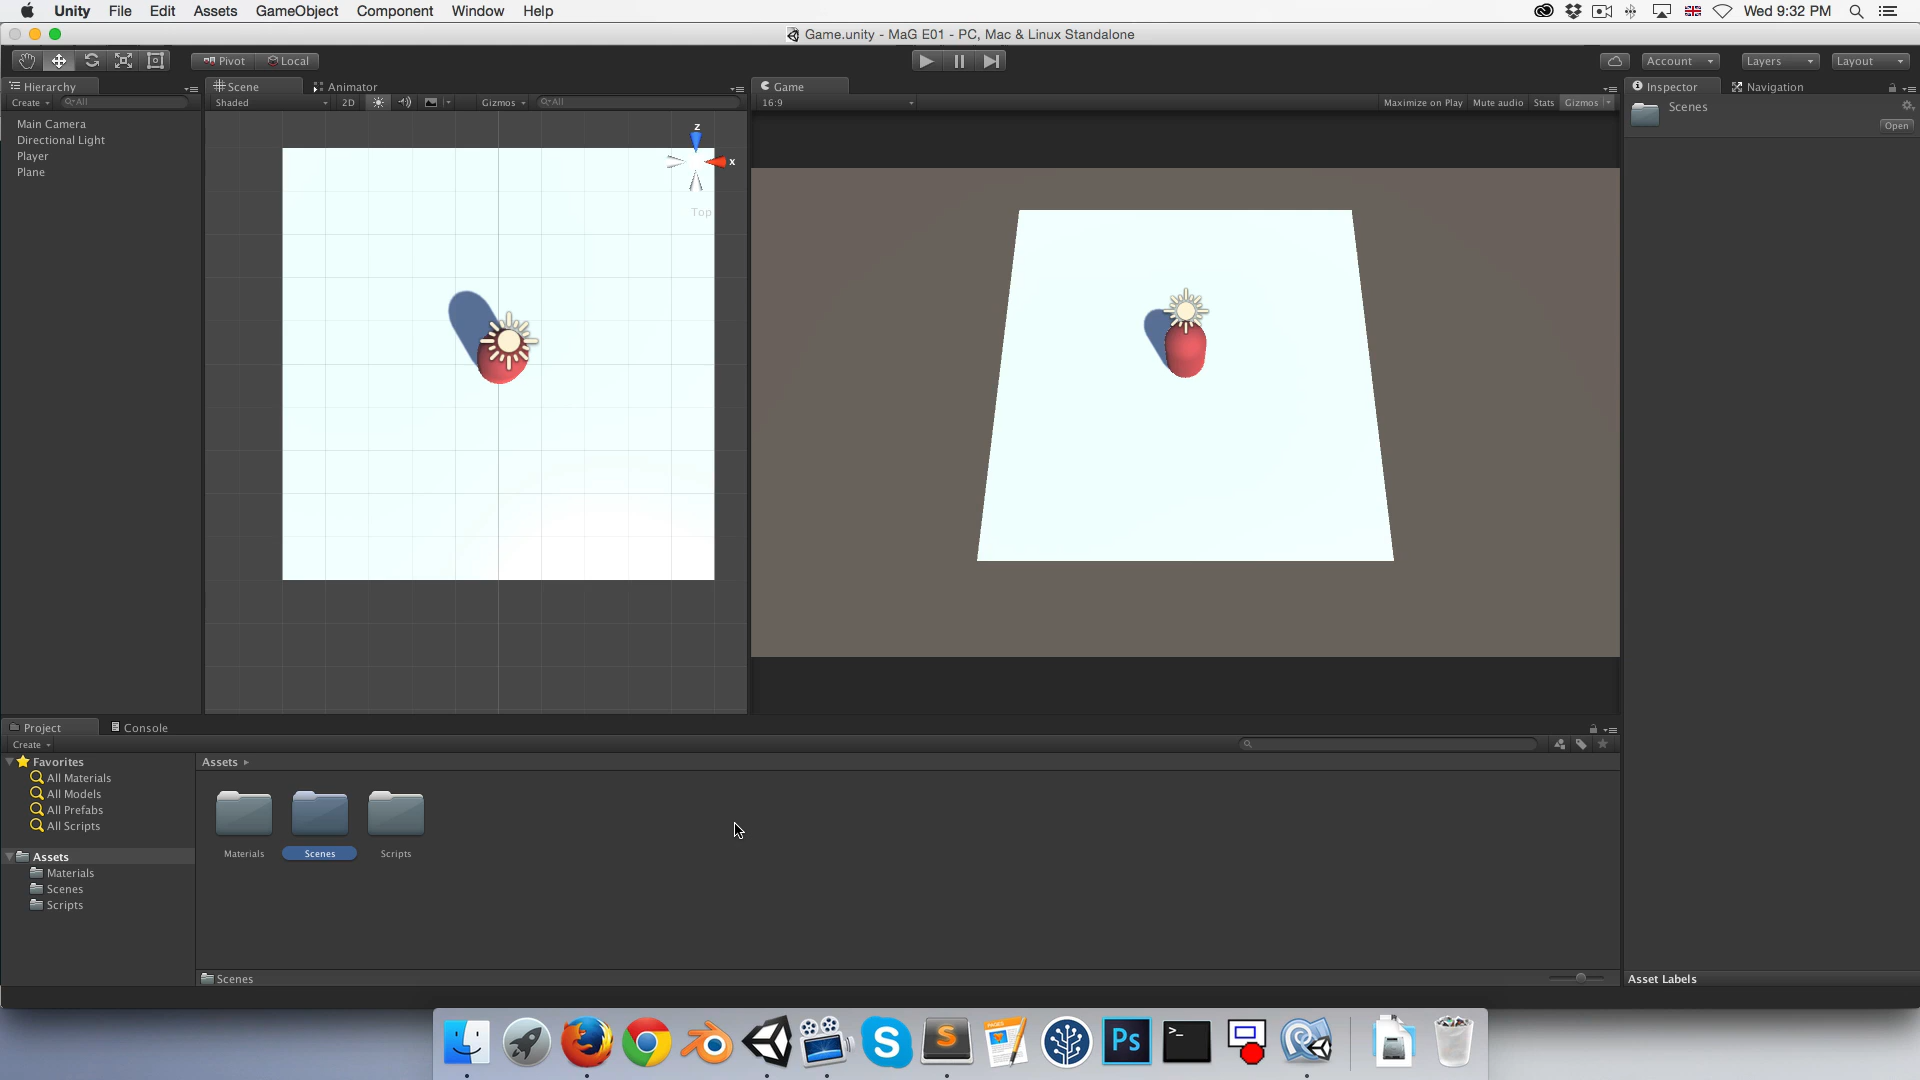 Unity File Edit Assets GameObject Component Window Help Wed 9:32 PM
Game.unity - MaG E01 - PC, Mac & Linux Standalone
Pivot Local Account Layers Layout
Hierarchy Scene Animator Game Inspector Navigation
Create All Shaded 2D Gizmos All 16:9 Maximize on Play Mute audio Stats Gizmos Scenes
Open
Main Camera
Directional Light
Player
Plane
z
x
Top
Project Console
Create
Favorites Assets
All Materials
All Models
All Prefabs
All Scripts
Materials Scenes Scripts
Assets
Materials
Scenes
Scripts
Scenes Asset Labels
S
Ps
>_
PAGES